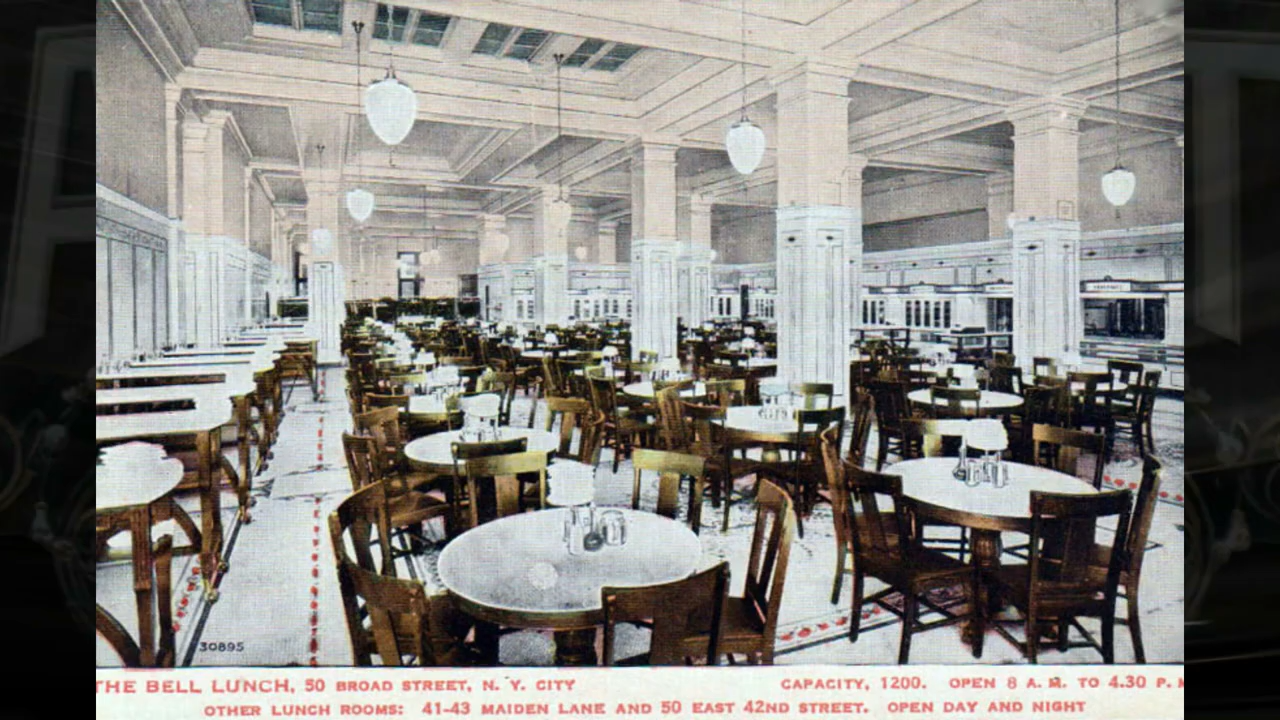 30895
THE BELL LUNCH, 50 BROAD STREET, N. Y. CITY CAPACITY, 1200. OPEN 8 A. M. TO 4.30 P. M
OTHER LUNCH ROOMS: 41-43 MAIDEN LANE AND 50 EAST 42ND STREET. OPEN DAY AND NIGHT